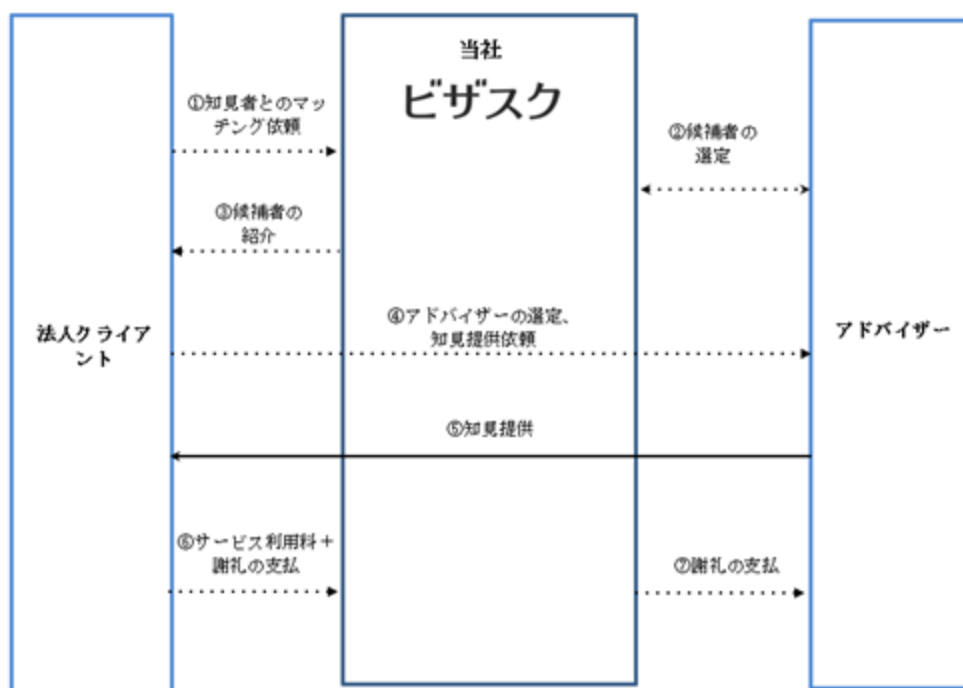 当社
ビザスク
①知見者とのマッ
チング依頼
②候補者の
選定
③候補者の
紹介
④アドバイザーの選定、
知見提供依頼
法人クライア
ント
アドバイザー
⑤知見提供
⑥サービス利用料＋
謝礼の支払
⑦謝礼の支払